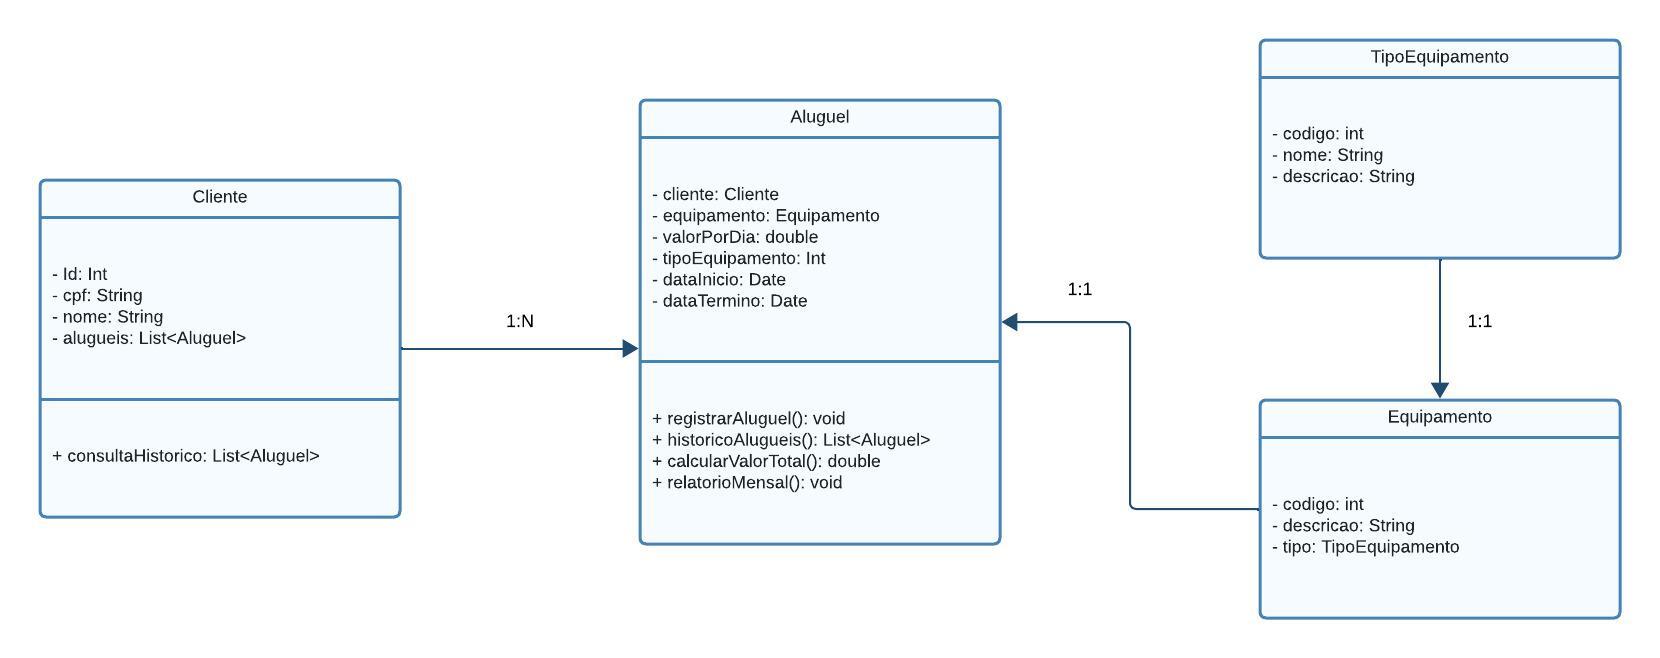 Cliente
- Id: Int
- cpf: String
- nome: String
- alugueis: List<Aluguel>
+ consultaHistorico: List<Aluguel>
1:N
Aluguel
- cliente: Cliente
- equipamento: Equipamento
- valorPorDia: double
- tipoEquipamento: Int
- dataInicio: Date
- dataTermino: Date
+ registrarAluguel(): void
+ historicoAlugueis(): List<Aluguel>
+ calcularValorTotal(): double
+ relatorioMensal(): void
1:1
TipoEquipamento
- codigo: int
- nome: String
- descricao: String
1:1
Equipamento
- codigo: int
- descricao: String
- tipo: TipoEquipamento